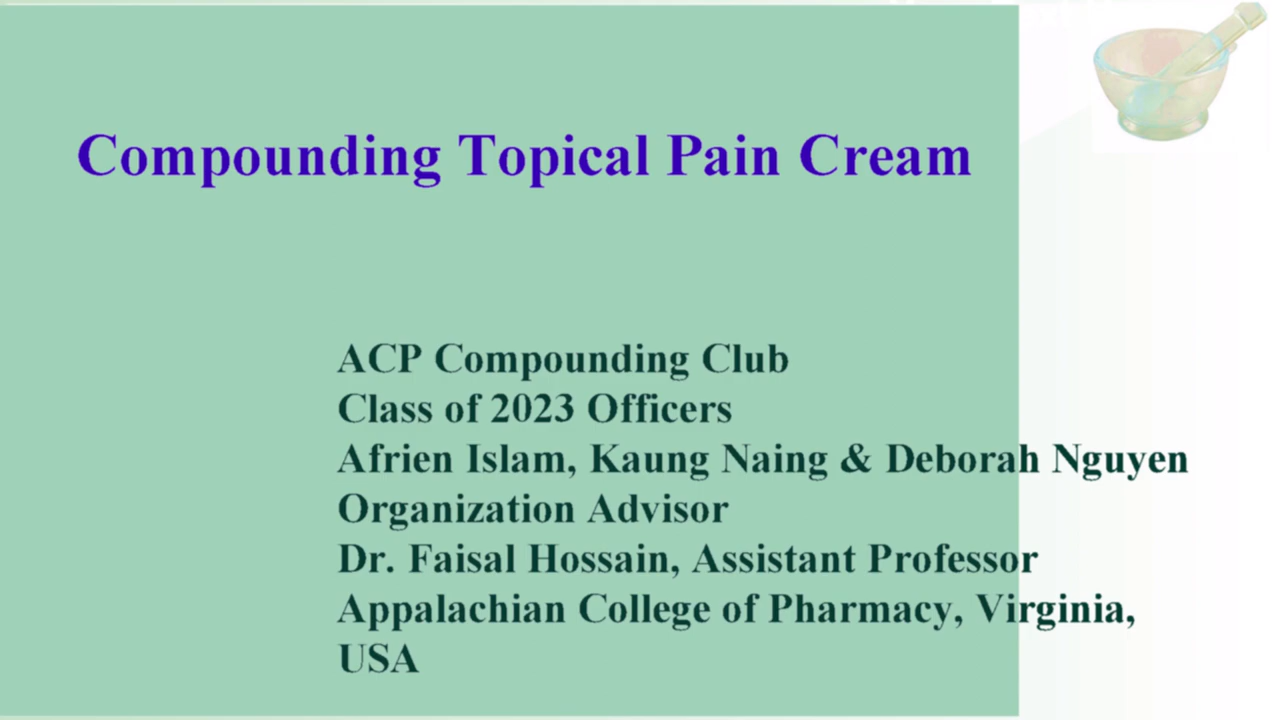 Compounding Topical Pain Cream
ACP Compounding Club
Class of 2023 Officers
Afrien Islam, Kaung Naing & Deborah Nguyen
Organization Advisor
Dr. Faisal Hossain, Assistant Professor
Appalachian College of Pharmacy, Virginia,
USA